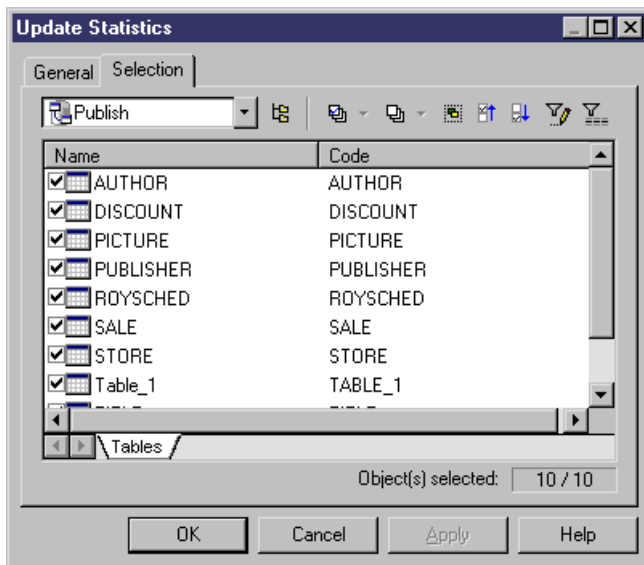 Update Statistics
General Selection
Publish
Name Code
AUTHOR AUTHOR
DISCOUNT DISCOUNT
PICTURE PICTURE
PUBLISHER PUBLISHER
ROYSCHED ROYSCHED
SALE SALE
STORE STORE
Table_1 TABLE_1
Tables
Object(s) selected: 10 / 10
OK Cancel Apply Help